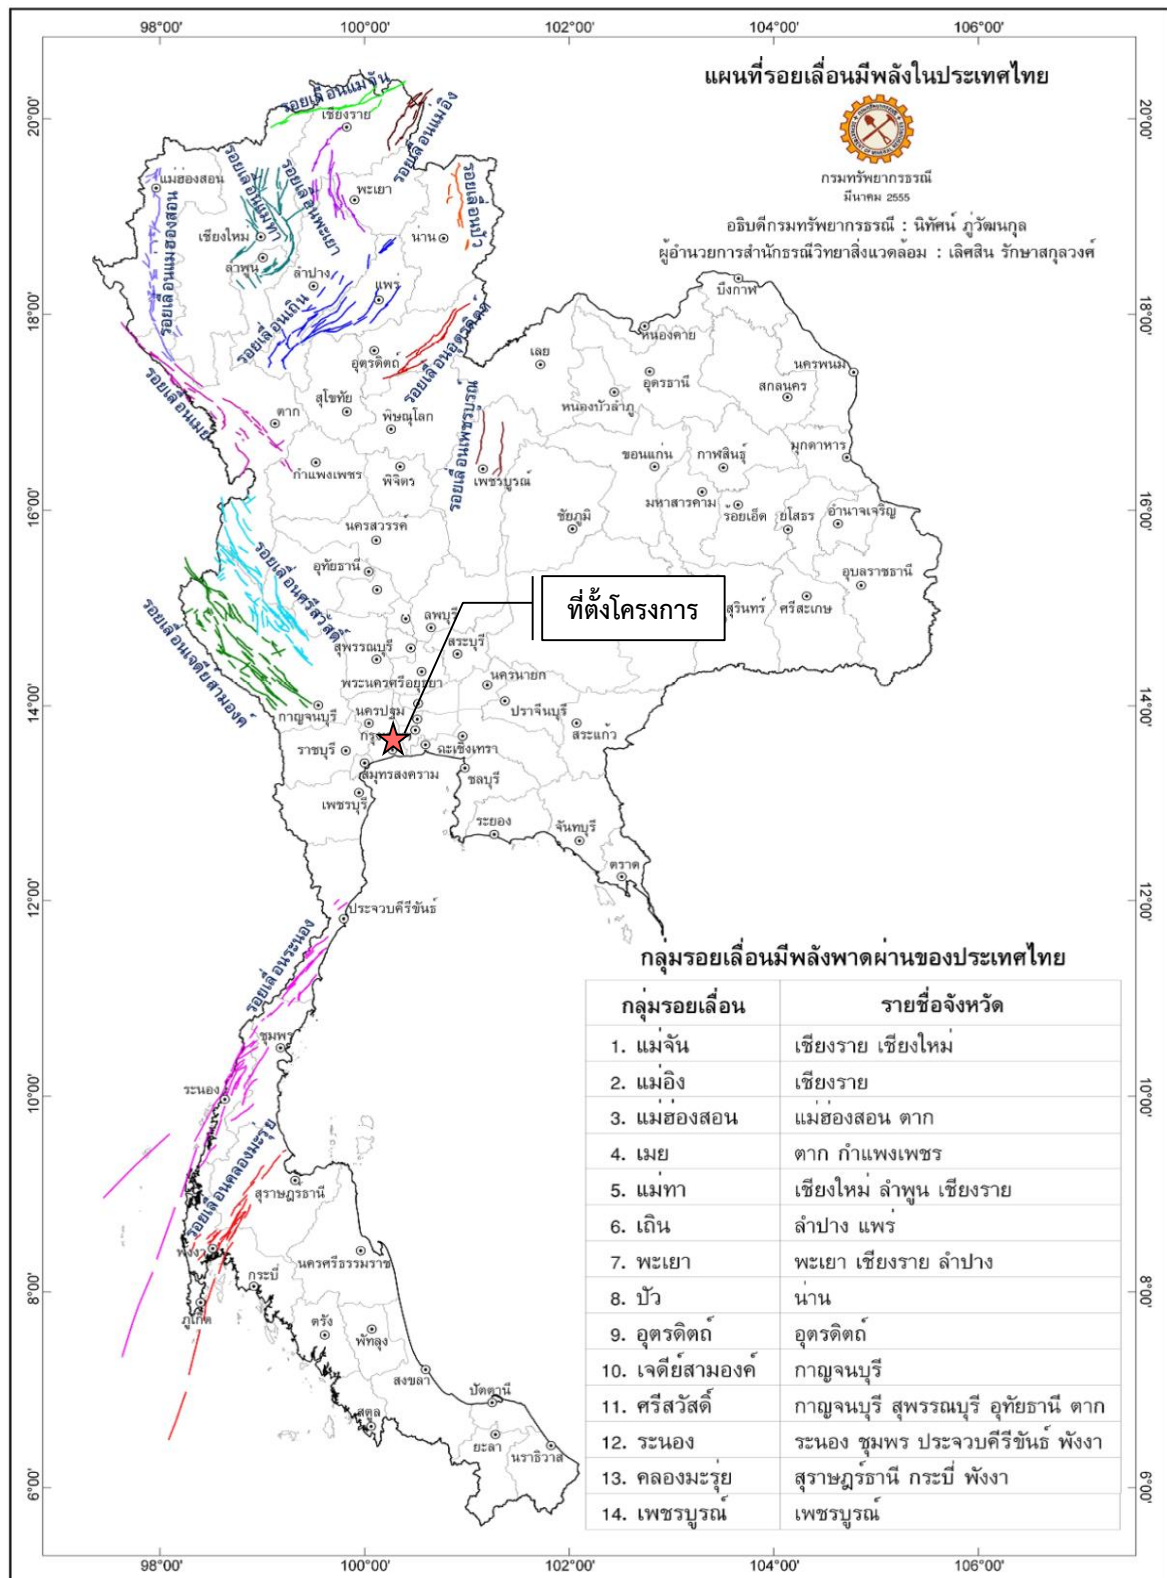 98°00' 100°00' 102°00' 104°00' 106°00'
แผนที่รอยเลื่อนมีพลังในประเทศไทย
กรมทรัพยากรธรณี
มีนาคม 2555
อธิบดีกรมทรัพยากรธรณี : นิทัศน์ ภู่วัฒนกุล
ผู้อำนวยการสำนักธรณีวิทยาสิ่งแวดล้อม : เลิศสิน รักษาสกุลวงศ์
20°00'
20°00'
18°00'
18°00'
16°00'
16°00'
14°00'
14°00'
12°00'
12°00'
10°00'
10°00'
8°00'
8°00'
6°00'
6°00'
รอยเลื่อนแม่จัน
เชียงราย
รอยเลื่อนแม่อิง
แม่ฮ่องสอน
รอยเลื่อนแม่ฮ่องสอน
รอยเลื่อนแม่ทา
รอยเลื่อนพะเยา
พะเยา
รอยเลื่อนปัว
เชียงใหม่
น่าน
ลำพูน
ลำปาง
แพร่
บึงกาฬ
รอยเลื่อนเถิน
หนองคาย
อุตรดิตถ์
รอยเลื่อนอุตรดิตถ์
เลย
นครพนม
อุดรธานี
สกลนคร
รอยเลื่อนเมย
สุโขทัย
ตาก
พิษณุโลก
หนองบัวลำภู
รอยเลื่อนเพชรบูรณ์
มุกดาหาร
ขอนแก่น
กาฬสินธุ์
กำแพงเพชร
พิจิตร
เพชรบูรณ์
มหาสารคาม
ร้อยเอ็ด
ยโสธร
อำนาจเจริญ
ชัยภูมิ
นครสวรรค์
รอยเลื่อนศรีสวัสดิ์
อุทัยธานี
อุบลราชธานี
ที่ตั้งโครงการ
สุรินทร์
ศรีสะเกษ
รอยเลื่อนเจดีย์สามองค์
ลพบุรี
สุพรรณบุรี
สระบุรี
พระนครศรีอยุธยา
นครนายก
ปราจีนบุรี
กาญจนบุรี
นครปฐม
สระแก้ว
ราชบุรี
ฉะเชิงเทรา
สมุทรสงคราม
ชลบุรี
เพชรบุรี
ระยอง
จันทบุรี
ตราด
ประจวบคีรีขันธ์
รอยเลื่อนระนอง
ชุมพร
ระนอง
รอยเลื่อนคลองมะรุ่ย
สุราษฎร์ธานี
พังงา
นครศรีธรรมราช
กระบี่
ภูเก็ต
ตรัง
พัทลุง
สงขลา
ปัตตานี
สตูล
ยะลา
นราธิวาส
กลุ่มรอยเลื่อนมีพลังพาดผ่านของประเทศไทย
กลุ่มรอยเลื่อน รายชื่อจังหวัด
1. แม่จัน เชียงราย เชียงใหม่
2. แม่อิง เชียงราย
3. แม่ฮ่องสอน แม่ฮ่องสอน ตาก
4. เมย ตาก กำแพงเพชร
5. แม่ทา เชียงใหม่ ลำพูน เชียงราย
6. เถิน ลำปาง แพร่
7. พะเยา พะเยา เชียงราย ลำปาง
8. ปัว น่าน
9. อุตรดิตถ์ อุตรดิตถ์
10. เจดีย์สามองค์ กาญจนบุรี
11. ศรีสวัสดิ์ กาญจนบุรี สุพรรณบุรี อุทัยธานี ตาก
12. ระนอง ระนอง ชุมพร ประจวบคีรีขันธ์ พังงา
13. คลองมะรุ่ย สุราษฎร์ธานี กระบี่ พังงา
14. เพชรบูรณ์ เพชรบูรณ์
98°00' 100°00' 102°00' 104°00' 106°00'